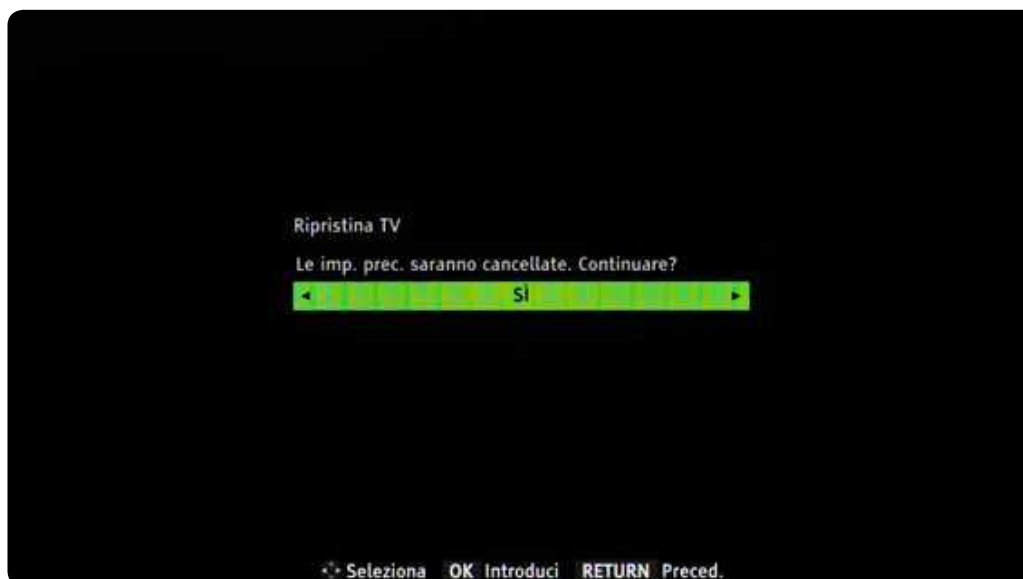 Ripristina TV
Le imp. prec. saranno cancellate. Continuare?
Sì
Seleziona OK Introduci RETURN Preced.